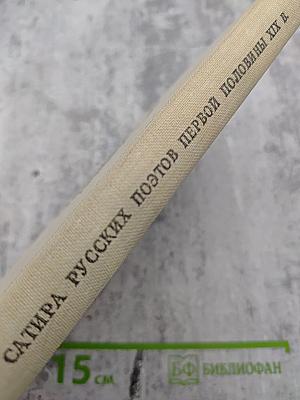 САТИРА РУССКИХ ПОЭТОВ ПЕРВОЙ ПОЛОВИНЫ XIX В.
15 см. БФ БИБЛИОФАН